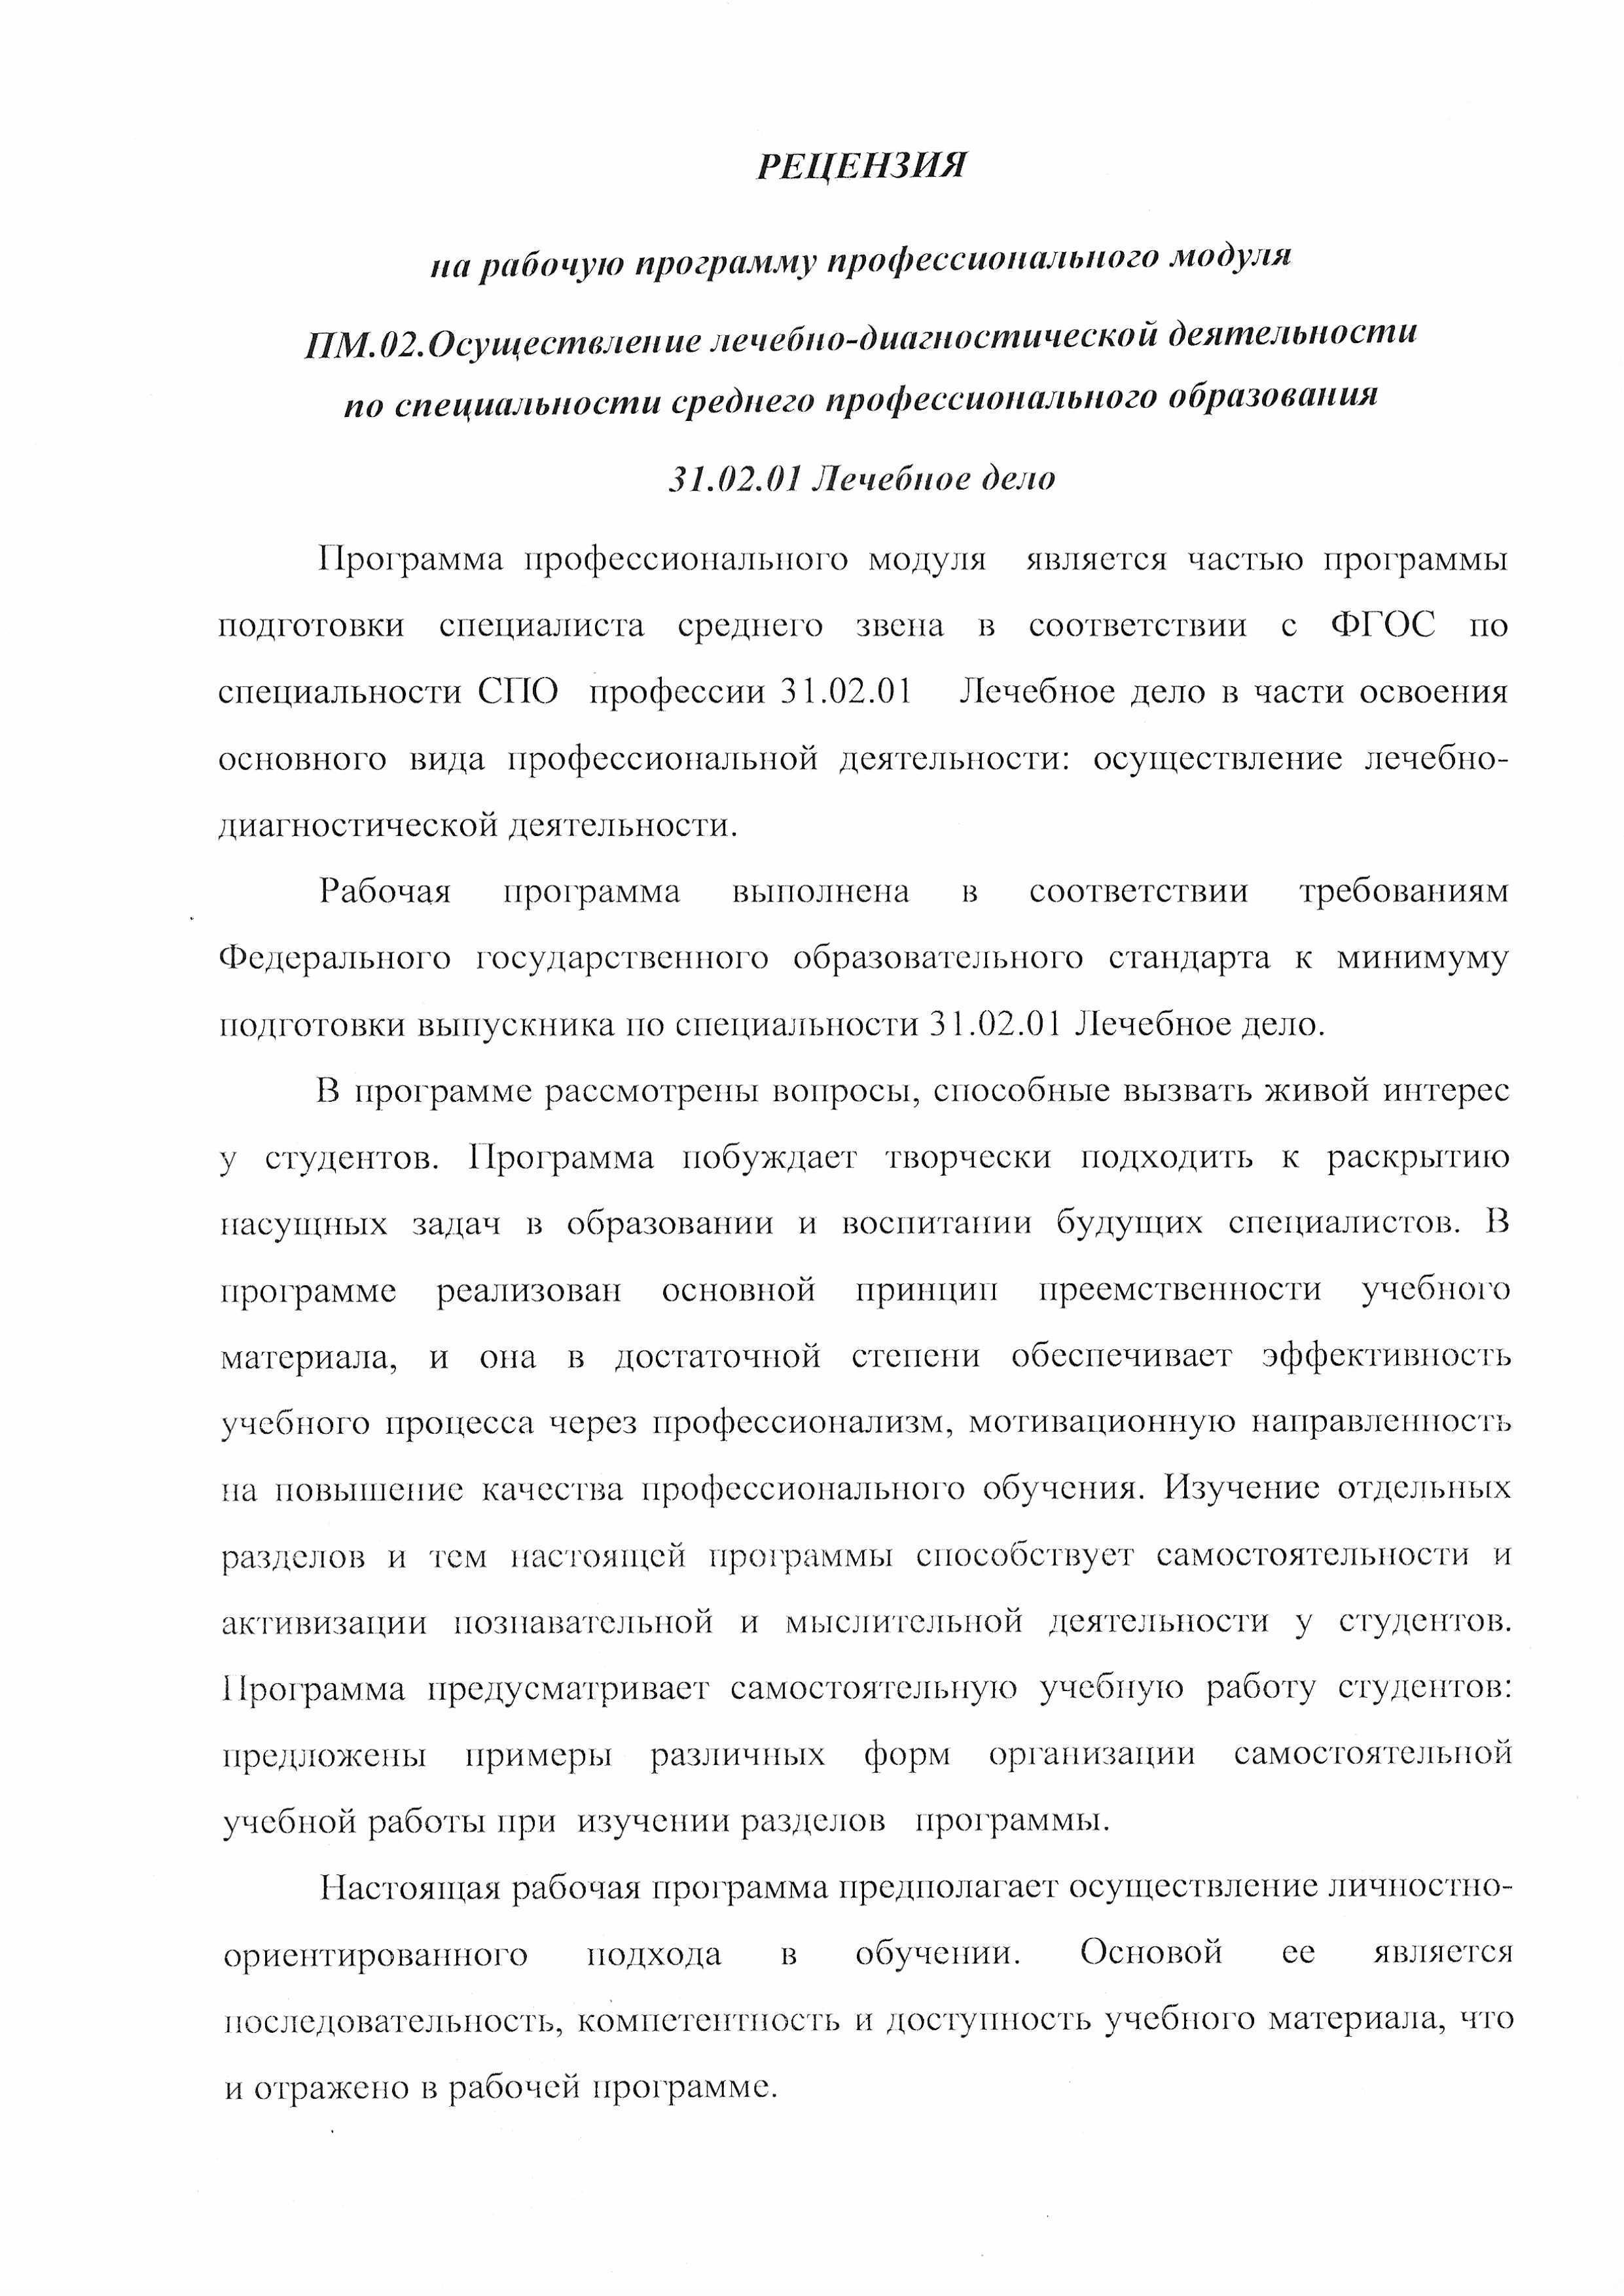 РЕЦЕНЗИЯ
на рабочую программу профессионального модуля
ПМ.02.Осуществление лечебно-диагностической деятельности
по специальности среднего профессионального образования
31.02.01 Лечебное дело
Программа профессионального модуля является частью программы
подготовки специалиста среднего звена в соответствии с ФГОС по
специальности СПО профессии 31.02.01 Лечебное дело в части освоения
основного вида профессиональной деятельности: осуществление лечебно-
диагностической деятельности.
Рабочая программа выполнена в соответствии требованиям
Федерального государственного образовательного стандарта к минимуму
подготовки выпускника по специальности 31.02.01 Лечебное дело.
В программе рассмотрены вопросы, способные вызвать живой интерес
у студентов. Программа побуждает творчески подходить к раскрытию
насущных задач в образовании и воспитании будущих специалистов. В
программе реализован основной принцип преемственности учебного
материала, и она в достаточной степени обеспечивает эффективность
учебного процесса через профессионализм, мотивационную направленность
на повышение качества профессионального обучения. Изучение отдельных
разделов и тем настоящей программы способствует самостоятельности и
активизации познавательной и мыслительной деятельности у студентов.
Программа предусматривает самостоятельную учебную работу студентов:
предложены примеры различных форм организации самостоятельной
учебной работы при изучении разделов программы.
Настоящая рабочая программа предполагает осуществление личностно-
ориентированного подхода в обучении. Основой ее является
последовательность, компетентность и доступность учебного материала, что
и отражено в рабочей программе.